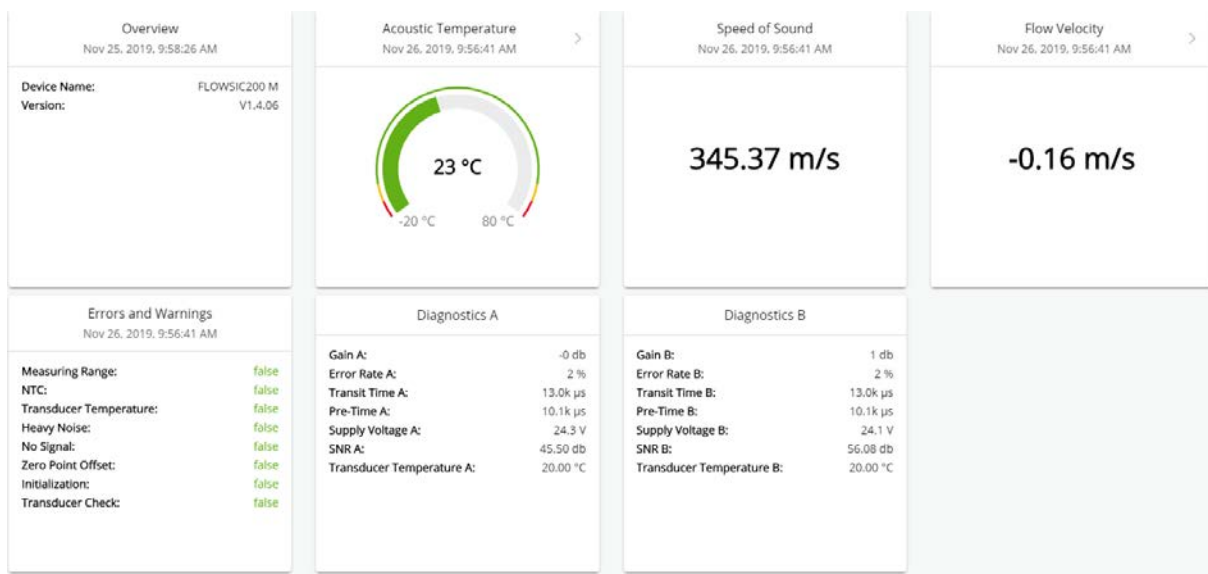 Overview
Nov 25, 2019, 9:58:26 AM
Device Name: FLOWSIC200 M
Version: V1.4.06
Acoustic Temperature
Nov 26, 2019, 9:56:41 AM
23 °C
-20 °C 80 °C
Speed of Sound
Nov 26, 2019, 9:56:41 AM
345.37 m/s
Flow Velocity
Nov 26, 2019, 9:56:41 AM
-0.16 m/s
Errors and Warnings
Nov 26, 2019, 9:56:41 AM
Measuring Range: false
NTC: false
Transducer Temperature: false
Heavy Noise: false
No Signal: false
Zero Point Offset: false
Initialization: false
Transducer Check: false
Diagnostics A
Gain A: -0 db
Error Rate A: 2 %
Transit Time A: 13.0k µs
Pre-Time A: 10.1k µs
Supply Voltage A: 24.3 V
SNR A: 45.50 db
Transducer Temperature A: 20.00 °C
Diagnostics B
Gain B: 1 db
Error Rate B: 2 %
Transit Time B: 13.0k µs
Pre-Time B: 10.1k µs
Supply Voltage B: 24.1 V
SNR B: 56.08 db
Transducer Temperature B: 20.00 °C